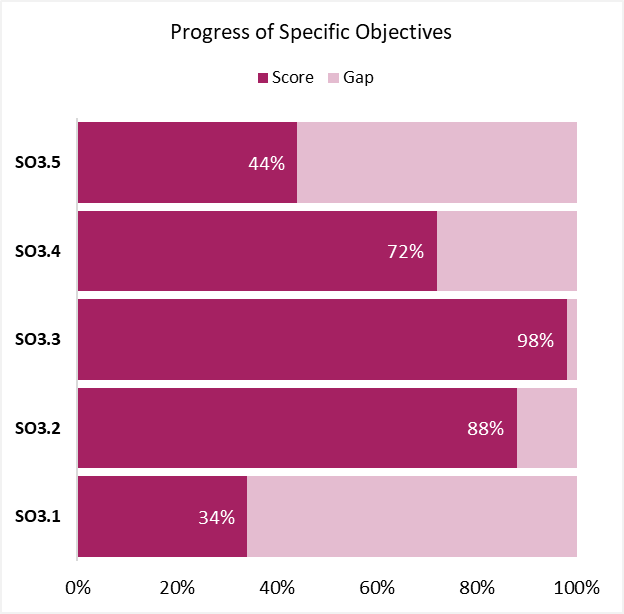 Progress of Specific Objectives
Score Gap
SO3.5 44%
SO3.4 72%
SO3.3 98%
SO3.2 88%
SO3.1 34%
0% 20% 40% 60% 80% 100%